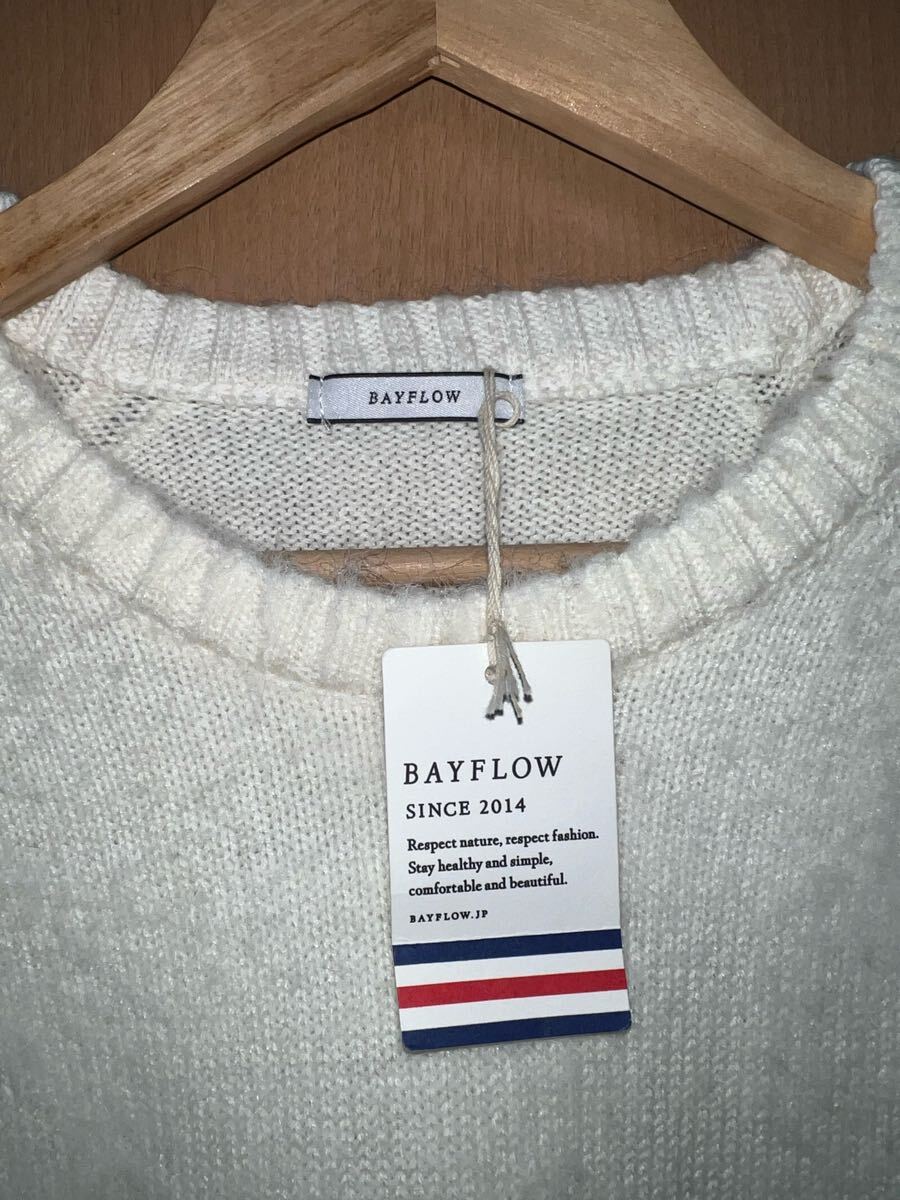 BAYFLOW
BAYFLOW
SINCE 2014
Respect nature, respect fashion.
Stay healthy and simple,
comfortable and beautiful.
BAYFLOW.JP